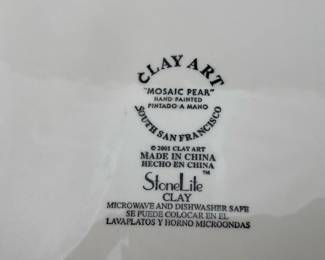 CLAY ART
"MOSAIC PEAR"
HAND PAINTED
PINTADO A MANO
SOUTH SAN FRANCISCO
© 2001 CLAY ART
MADE IN CHINA
HECHO EN CHINA
StoneLite™
CLAY
MICROWAVE AND DISHWASHER SAFE
SE PUEDE COLOCAR EN EL
LAVAPLATOS Y HORNO MICROONDAS